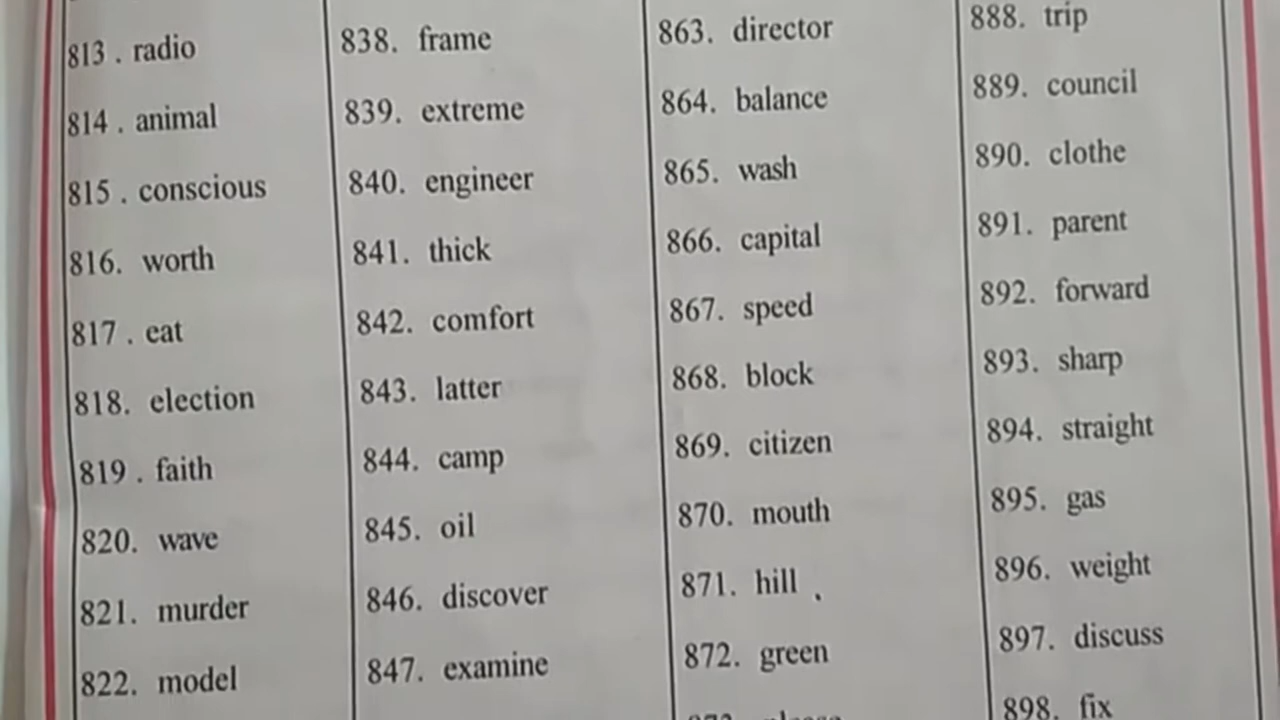 813 . radio
814 . animal
815 . conscious
816. worth
817 . eat
818. election
819 . faith
820. wave
821. murder
822. model
838. frame
839. extreme
840. engineer
841. thick
842. comfort
843. latter
844. camp
845. oil
846. discover
847. examine
863. director
864. balance
865. wash
866. capital
867. speed
868. block
869. citizen
870. mouth
871. hill
872. green
888. trip
889. council
890. clothe
891. parent
892. forward
893. sharp
894. straight
895. gas
896. weight
897. discuss
898. fix